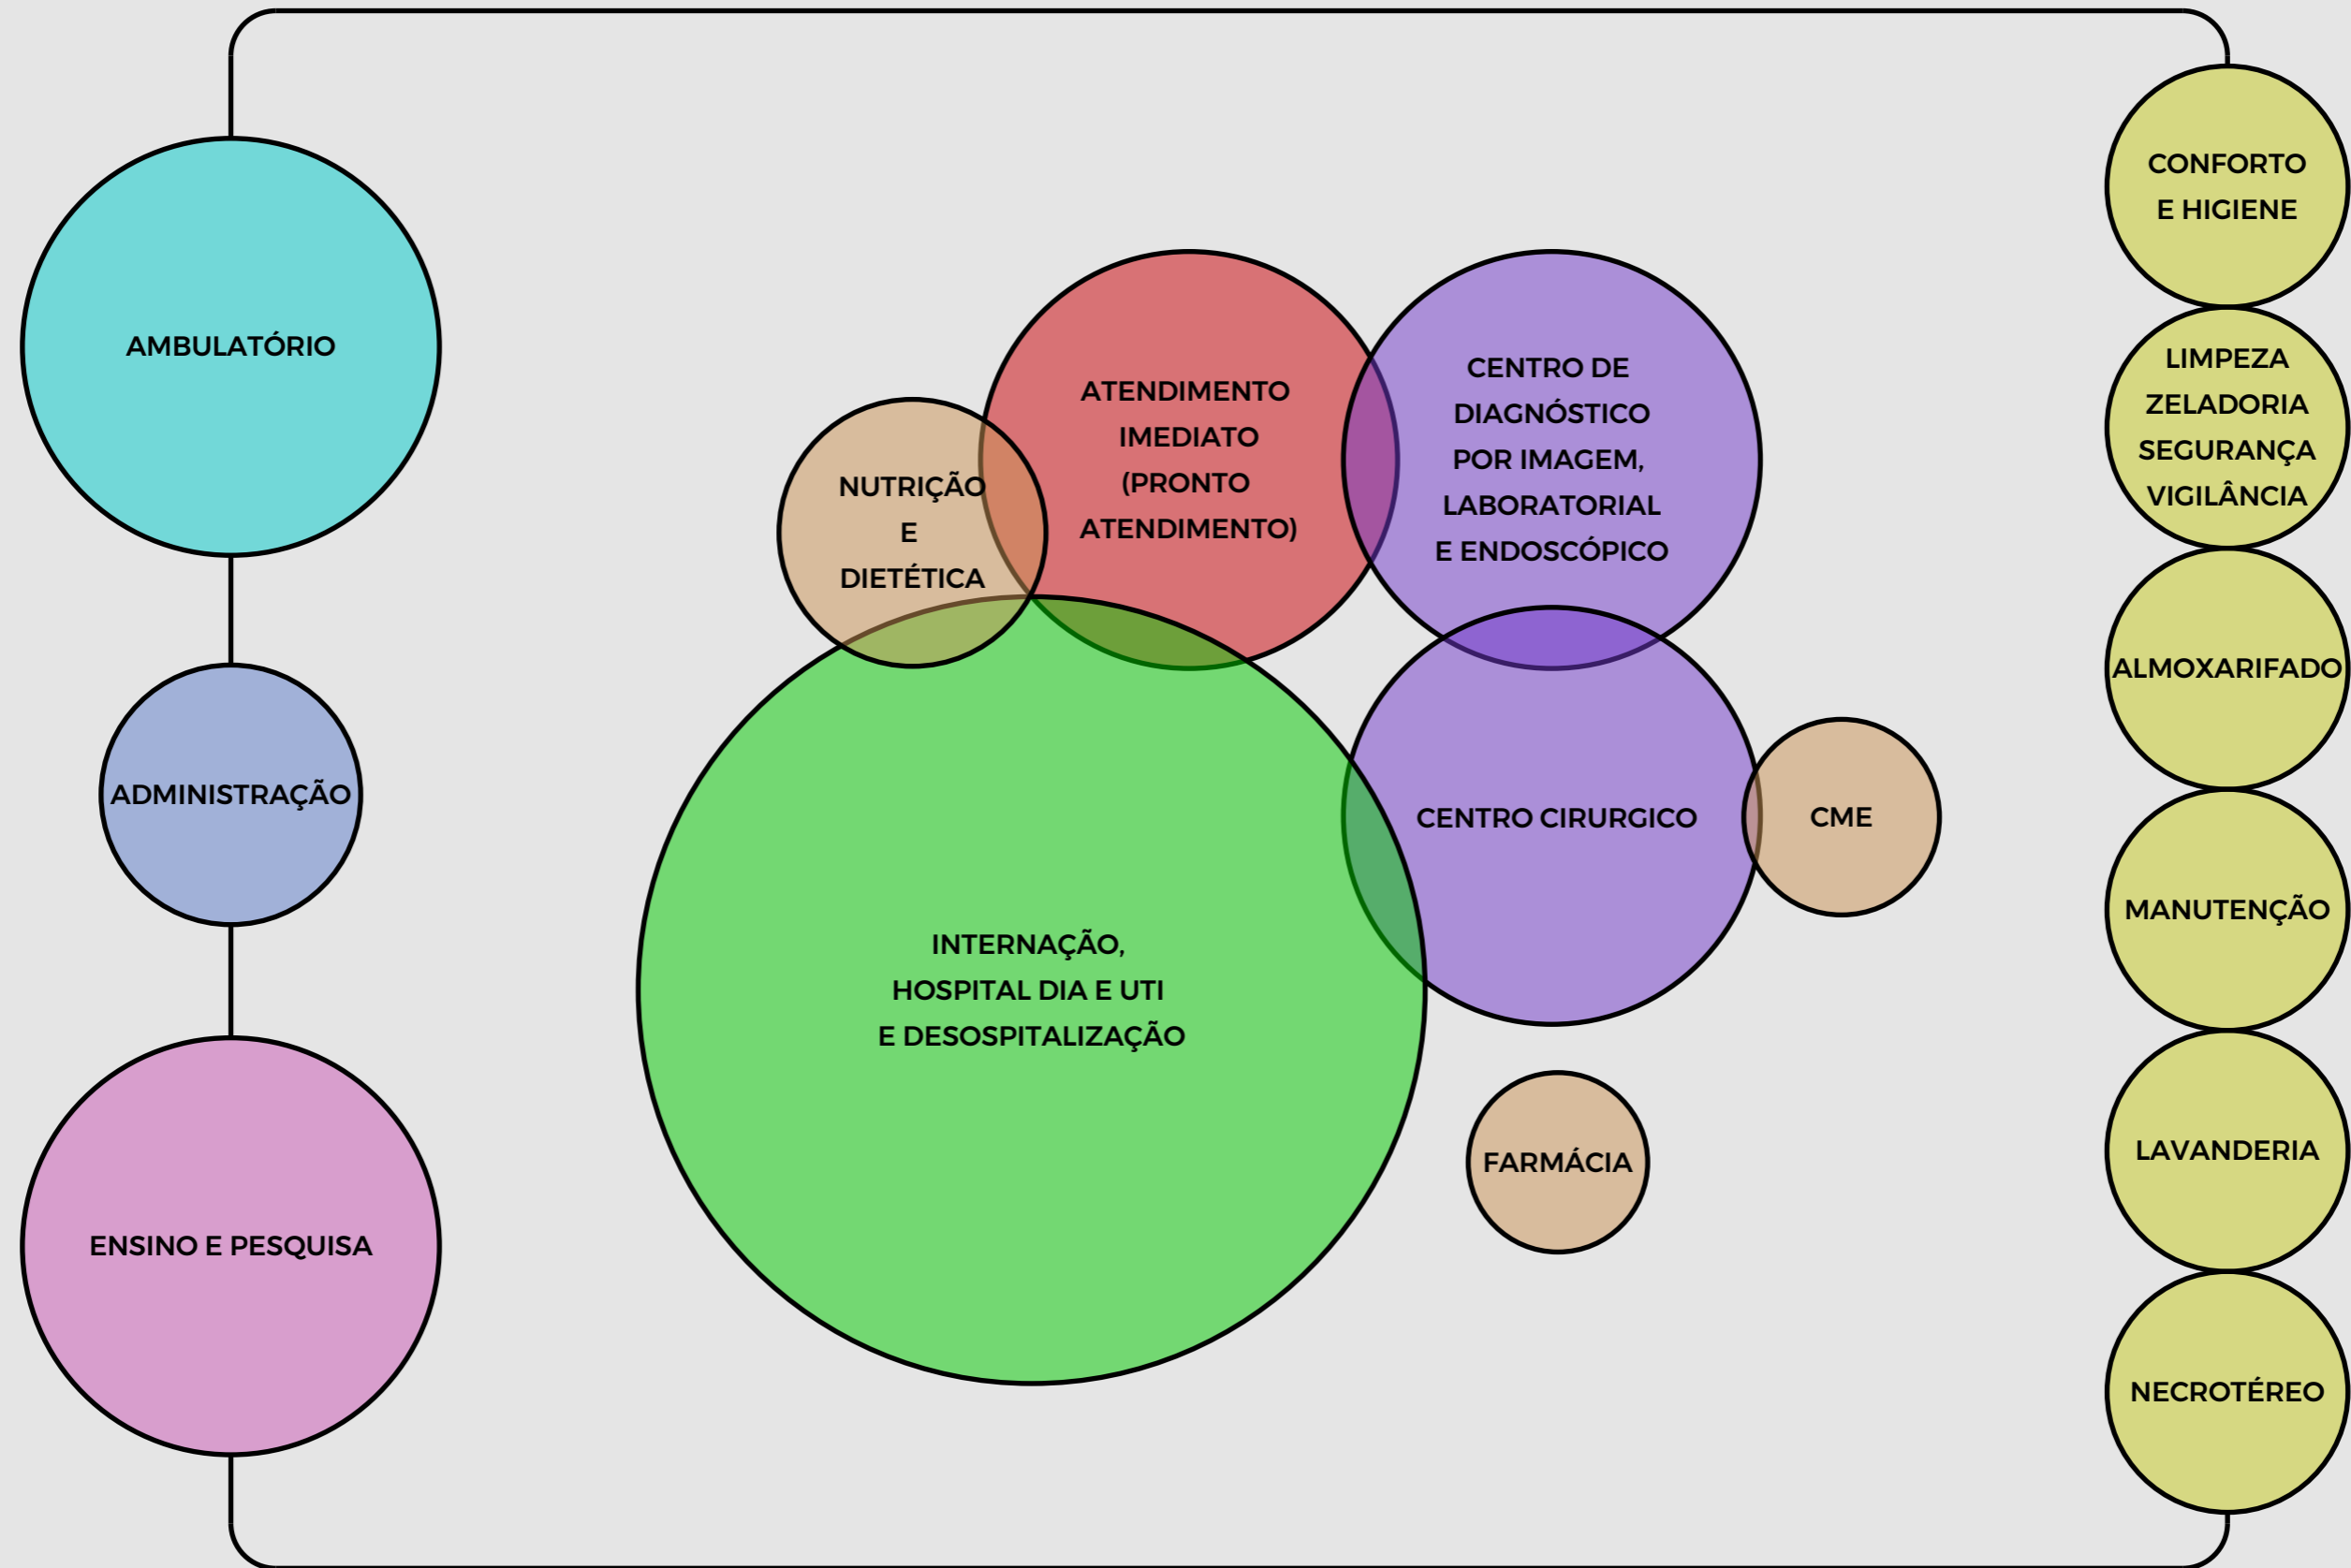 AMBULATÓRIO
ADMINISTRAÇÃO
ENSINO E PESQUISA
NUTRIÇÃO
E
DIETÉTICA
ATENDIMENTO
IMEDIATO
(PRONTO
ATENDIMENTO)
CENTRO DE
DIAGNÓSTICO
POR IMAGEM,
LABORATORIAL
E ENDOSCÓPICO
INTERNAÇÃO,
HOSPITAL DIA E UTI
E DESOSPITALIZAÇÃO
CENTRO CIRURGICO
CME
FARMÁCIA
CONFORTO
E HIGIENE
LIMPEZA
ZELADORIA
SEGURANÇA
VIGILÂNCIA
ALMOXARIFADO
MANUTENÇÃO
LAVANDERIA
NECROTÉREO